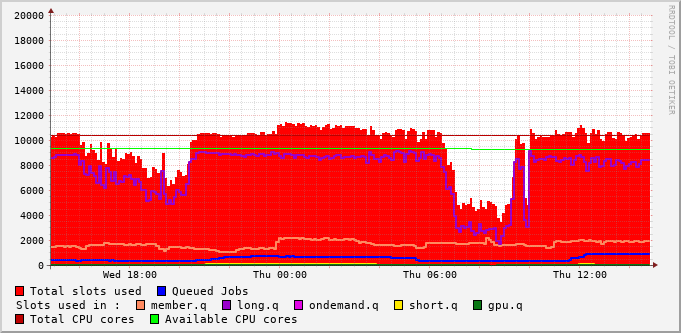 20000
18000
16000
14000
12000
10000
8000
6000
4000
2000
0
Wed 18:00 Thu 00:00 Thu 06:00 Thu 12:00
RRDTOOL / TOBI OETIKER
Total slots used Queued Jobs
Slots used in : member.q long.q ondemand.q short.q gpu.q
Total CPU cores Available CPU cores